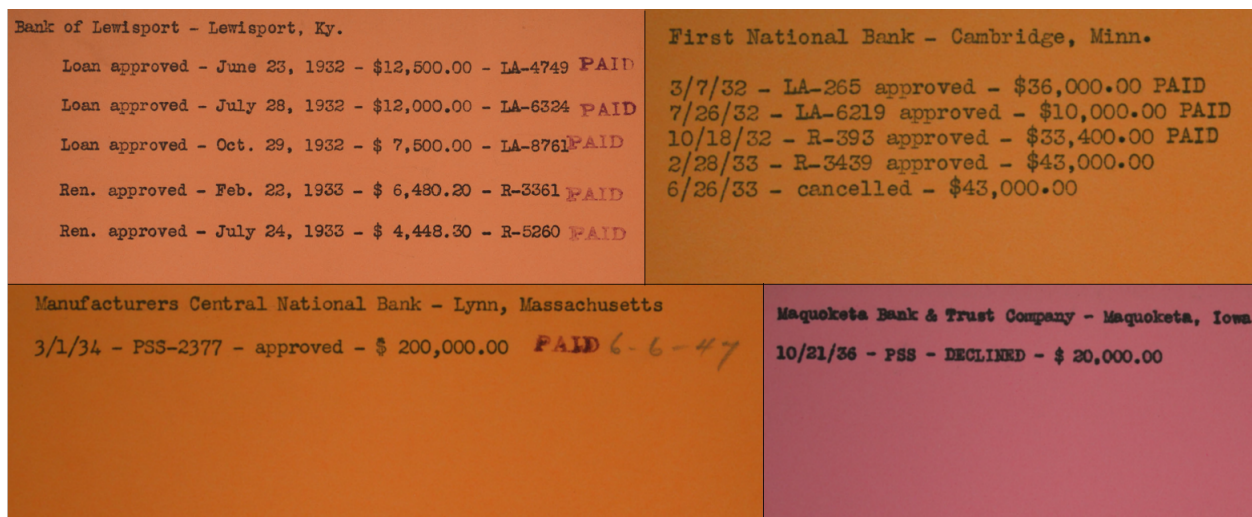 Bank of Lewisport - Lewisport, Ky.
Loan approved - June 23, 1932 - $12,500.00 - LA-4749 PAID
Loan approved - July 28, 1932 - $12,000.00 - LA-6324 PAID
Loan approved - Oct. 29, 1932 - $ 7,500.00 - LA-8761 PAID
Ren. approved - Feb. 22, 1933 - $ 6,480.20 - R-3361 PAID
Ren. approved - July 24, 1933 - $ 4,448.30 - R-5260 PAID
First National Bank - Cambridge, Minn.
3/7/32 - LA-265 approved - $36,000.00 PAID
7/26/32 - LA-6219 approved - $10,000.00 PAID
10/18/32 - R-393 approved - $33,400.00 PAID
2/28/33 - R-3439 approved - $43,000.00
6/26/33 - cancelled - $43,000.00
Manufacturers Central National Bank - Lynn, Massachusetts
3/1/34 - PSS-2377 - approved - $ 200,000.00 PAID 6-6-47
Maquoketa Bank & Trust Company - Maquoketa, Iowa
10/21/36 - PSS - DECLINED - $ 20,000.00